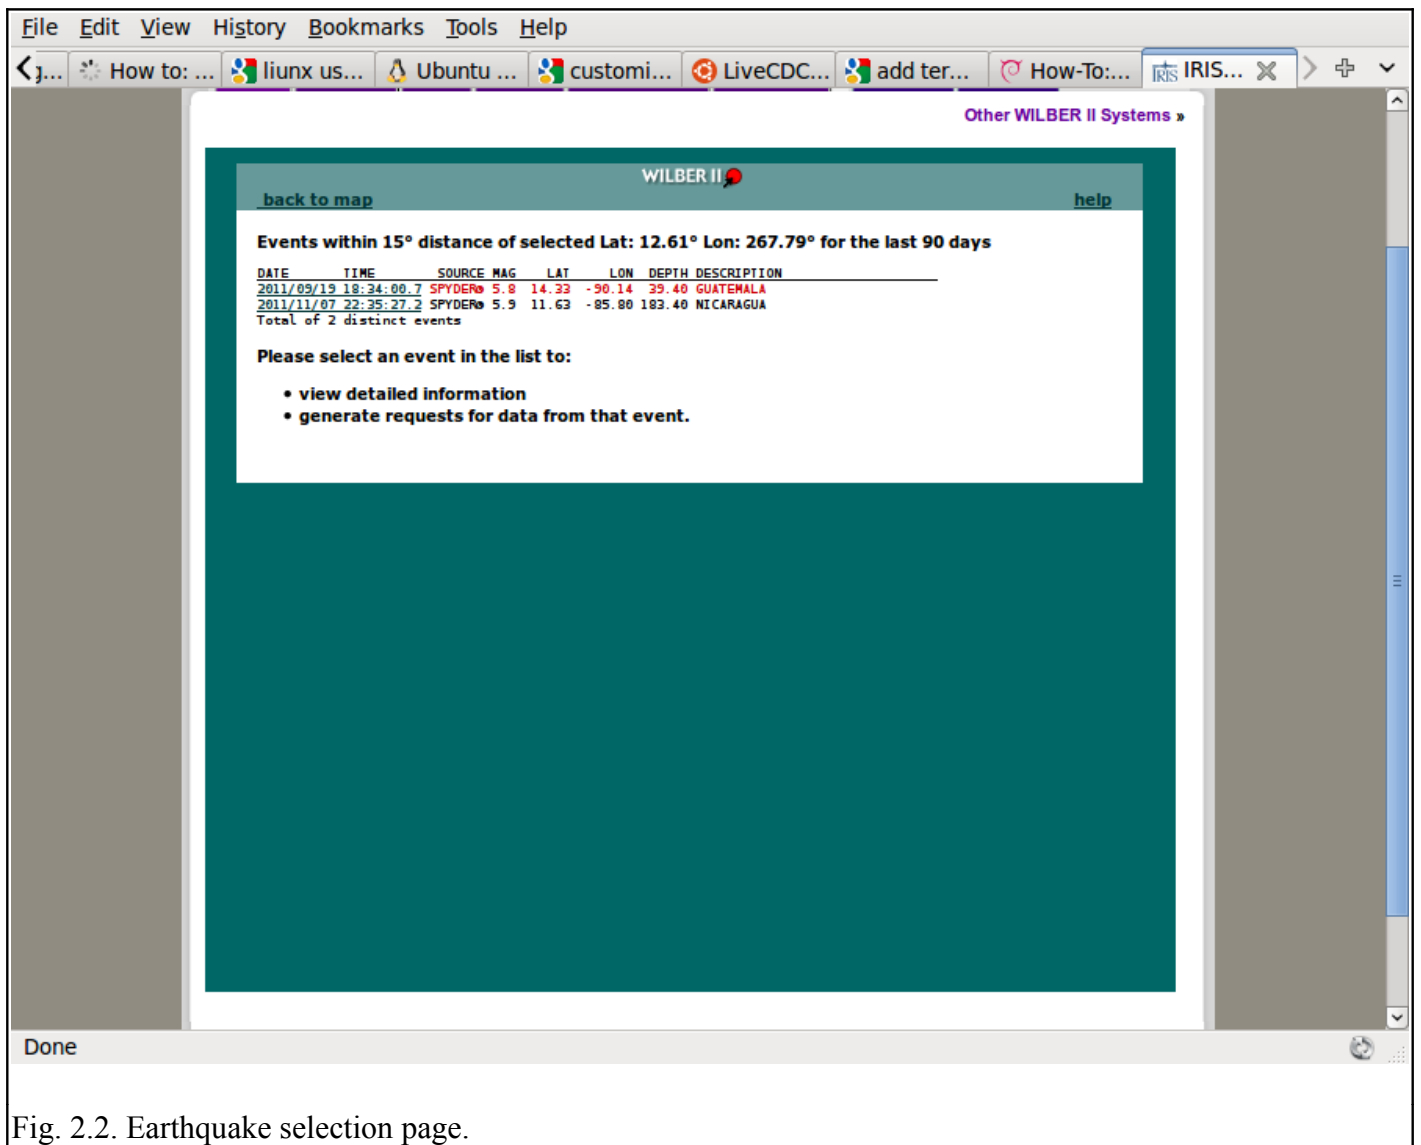 File Edit View History Bookmarks Tools Help
g... How to: ... liunx us... Ubuntu ... customi... LiveCDC... add ter... How-To:... IRIS IRIS...
Other WILBER II Systems »
WILBER II
back to map help
Events within 15° distance of selected Lat: 12.61° Lon: 267.79° for the last 90 days
DATE TIME SOURCE MAG LAT LON DEPTH DESCRIPTION
2011/09/19 18:34:00.7 SPYDER® 5.8 14.33 -90.14 39.40 GUATEMALA
2011/11/07 22:35:27.2 SPYDER® 5.9 11.63 -85.80 183.40 NICARAGUA
Total of 2 distinct events
Please select an event in the list to:
• view detailed information
• generate requests for data from that event.
Done
Fig. 2.2. Earthquake selection page.